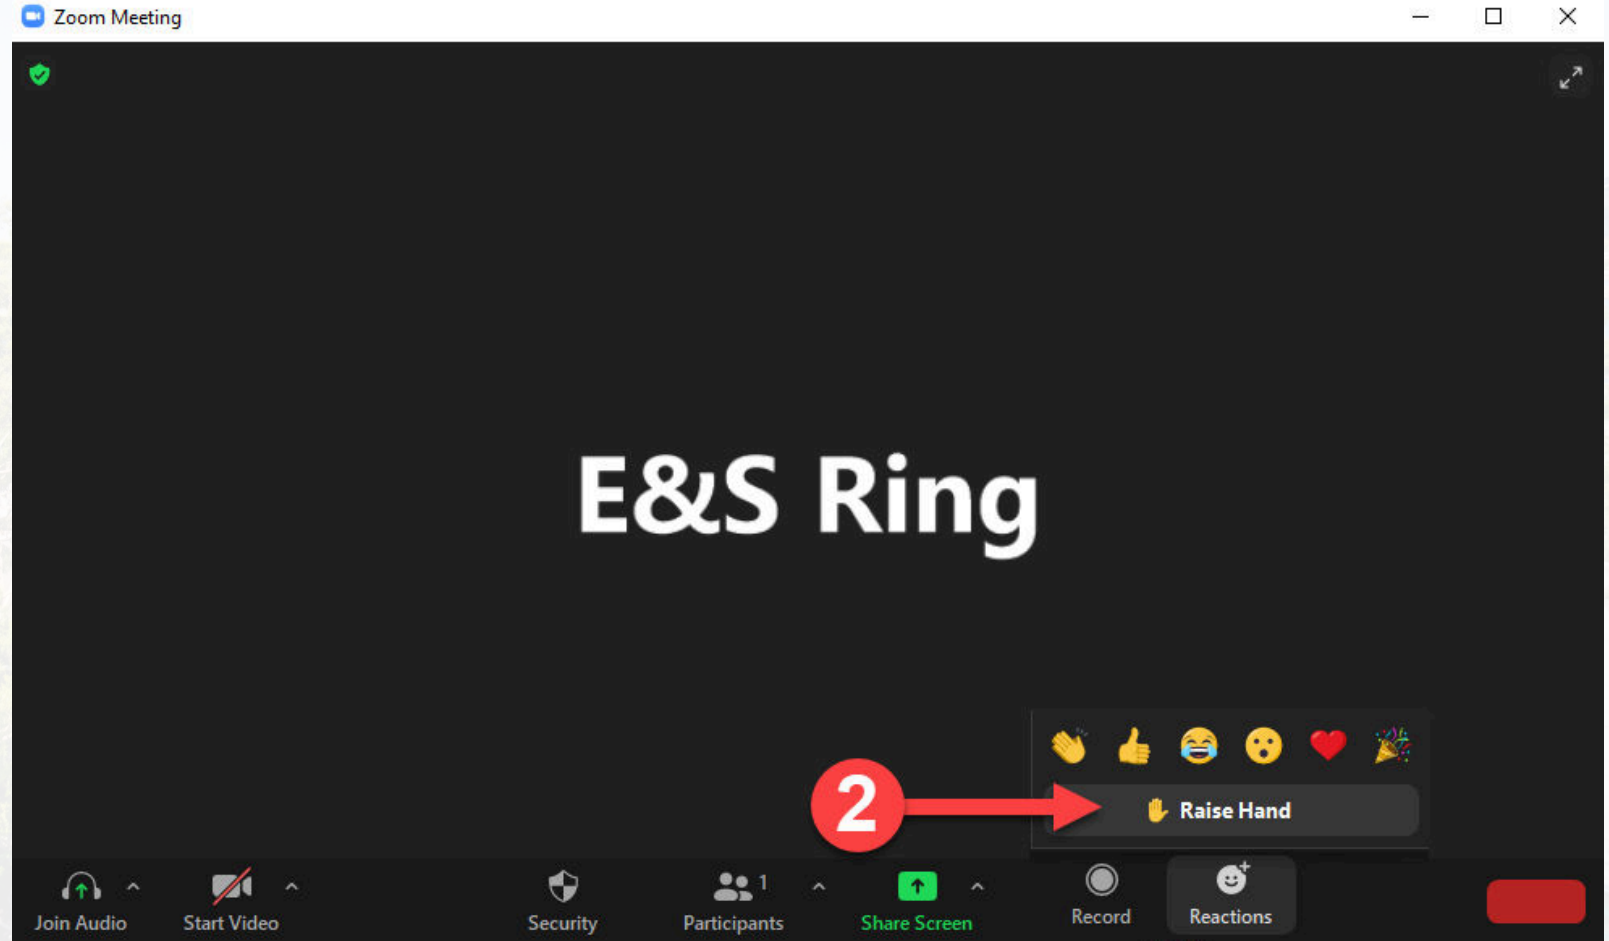 Zoom Meeting
E&S Ring
2
Raise Hand
1
Join Audio
Start Video
Security
Participants
Share Screen
Record
Reactions